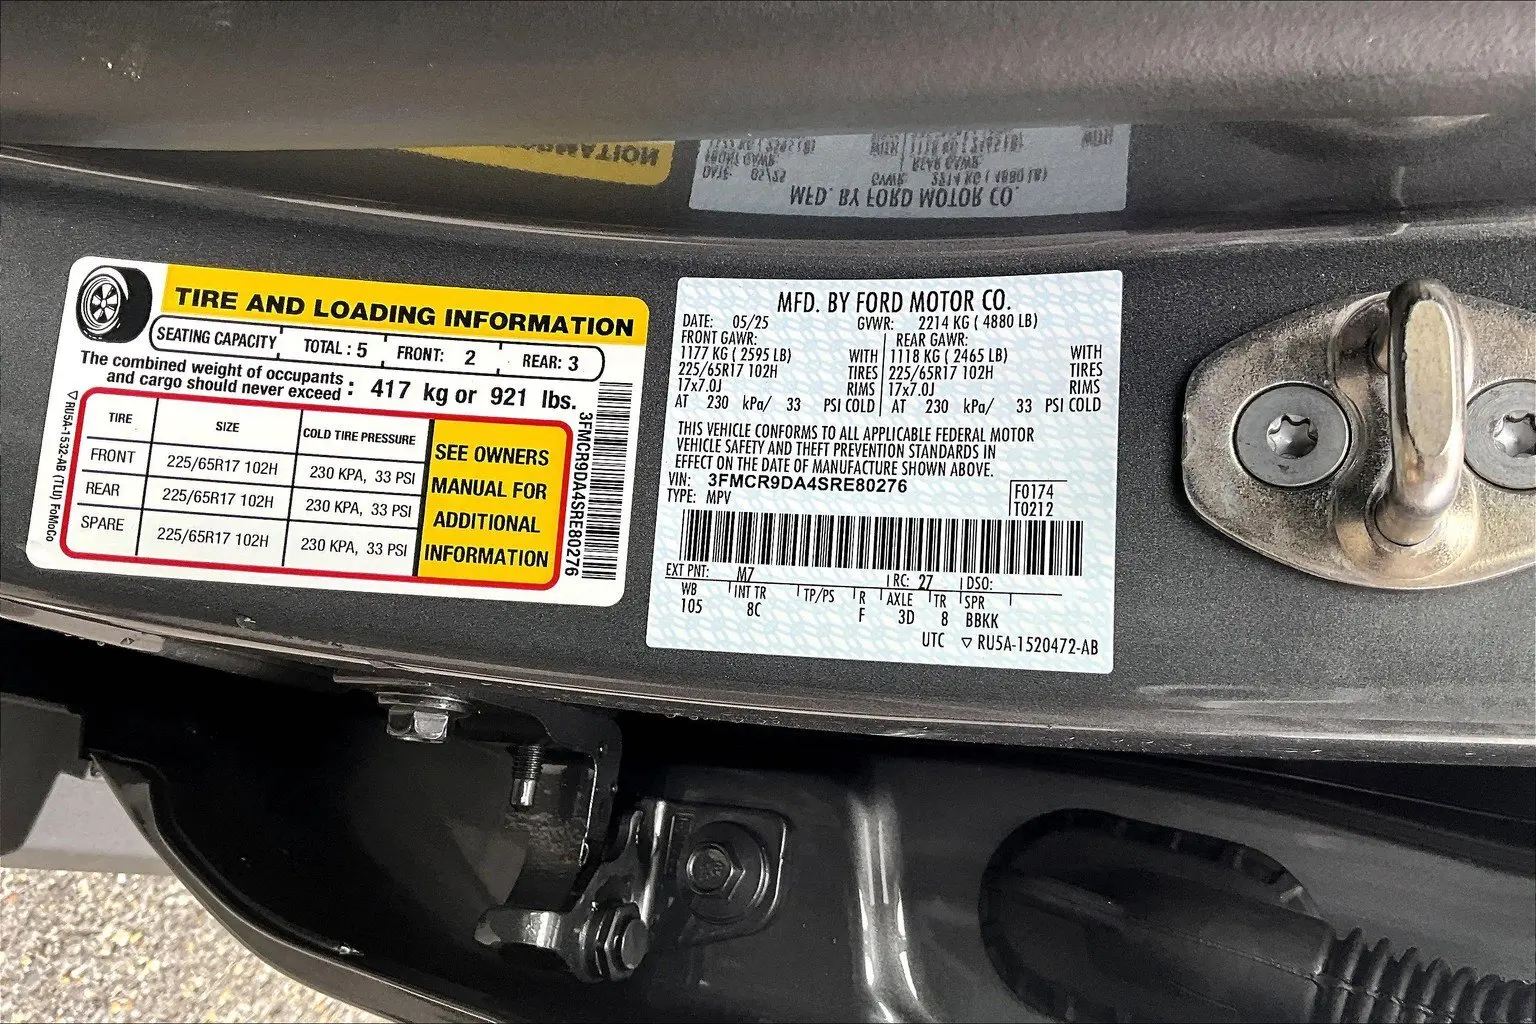 TIRE AND LOADING INFORMATION
SEATING CAPACITY TOTAL : 5 FRONT: 2 REAR: 3
The combined weight of occupants
and cargo should never exceed : 417 kg or 921 lbs.
TIRE SIZE COLD TIRE PRESSURE
FRONT 225/65R17 102H 230 KPA, 33 PSI
REAR 225/65R17 102H 230 KPA, 33 PSI
SPARE 225/65R17 102H 230 KPA, 33 PSI
SEE OWNERS
MANUAL FOR
ADDITIONAL
INFORMATION
▽RU5A-1532-AB (TLU) FoMoCo
3FMCR9DA4SRE80276
MFD. BY FORD MOTOR CO.
DATE: 05/25 GVWR: 2214 KG ( 4880 LB)
FRONT GAWR: REAR GAWR:
1177 KG ( 2595 LB) WITH 1118 KG ( 2465 LB) WITH
225/65R17 102H TIRES 225/65R17 102H TIRES
17x7.0J RIMS 17x7.0J RIMS
AT 230 kPa/ 33 PSI COLD AT 230 kPa/ 33 PSI COLD
THIS VEHICLE CONFORMS TO ALL APPLICABLE FEDERAL MOTOR
VEHICLE SAFETY AND THEFT PREVENTION STANDARDS IN
EFFECT ON THE DATE OF MANUFACTURE SHOWN ABOVE.
VIN: 3FMCR9DA4SRE80276
TYPE: MPV
F0174
T0212
EXT PNT: M7 RC: 27 DSO:
WB INT TR TP/PS R AXLE TR SPR
105 8C F 3D 8 BBKK
UTC ▽ RU5A-1520472-AB